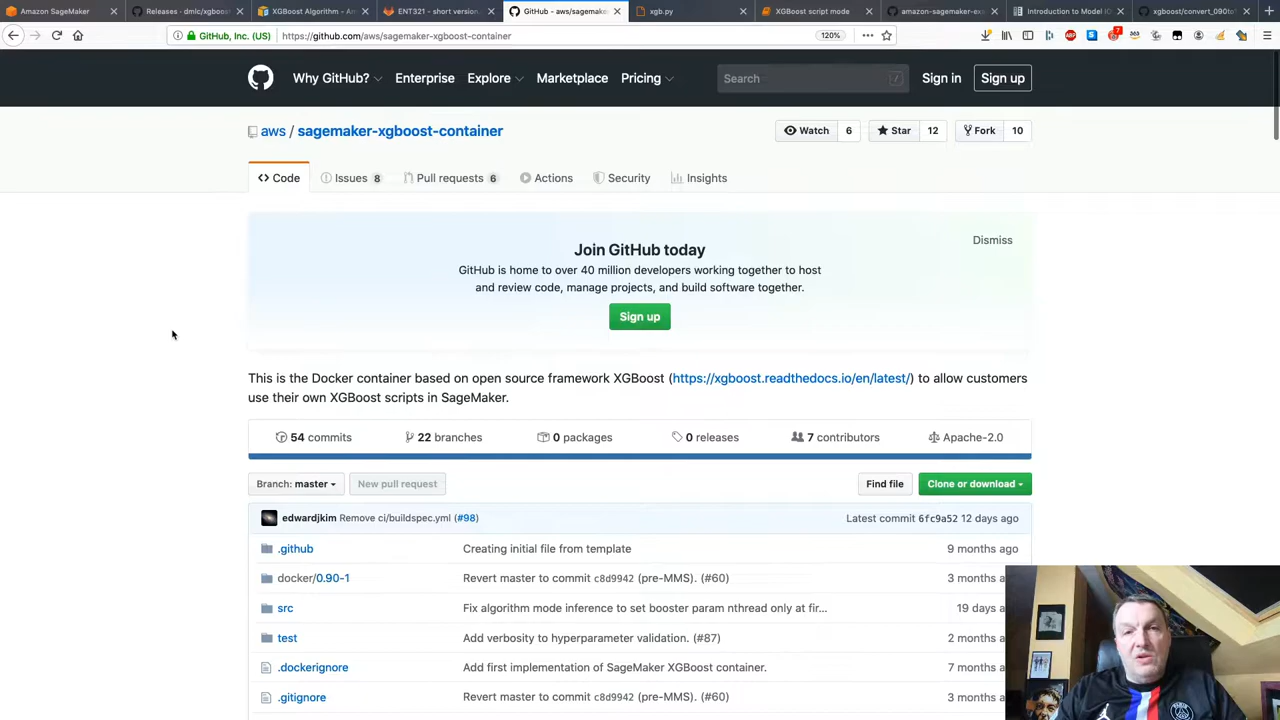 Amazon SageMaker
Releases · dmlc/xgboos
XGBoost Algorithm - Am
ENT321 - short version.
GitHub - aws/sagemake
xgb.py
XGBoost script mode
amazon-sagemaker-exa
Introduction to Model IO
xgboost/convert_090to
GitHub, Inc. (US)
https://github.com/aws/sagemaker-xgboost-container
120%
Why GitHub?
Enterprise
Explore
Marketplace
Pricing
Search
/
Sign in
Sign up
aws / sagemaker-xgboost-container
Watch 6
Star 12
Fork 10
<> Code
Issues 8
Pull requests 6
Actions
Security
Insights
Join GitHub today
Dismiss
GitHub is home to over 40 million developers working together to host
and review code, manage projects, and build software together.
Sign up
This is the Docker container based on open source framework XGBoost (https://xgboost.readthedocs.io/en/latest/) to allow customers
use their own XGBoost scripts in SageMaker.
54 commits
22 branches
0 packages
0 releases
7 contributors
Apache-2.0
Branch: master
New pull request
Find file
Clone or download
edwardjkim Remove ci/buildspec.yml (#98)
Latest commit 6fc9a52 12 days ago
.github
Creating initial file from template
9 months ago
docker/0.90-1
Revert master to commit c8d9942 (pre-MMS). (#60)
3 months a
src
Fix algorithm mode inference to set booster param nthread only at fir...
19 days a
test
Add verbosity to hyperparameter validation. (#87)
2 months a
.dockerignore
Add first implementation of SageMaker XGBoost container.
7 months a
.gitignore
Revert master to commit c8d9942 (pre-MMS). (#60)
3 months a